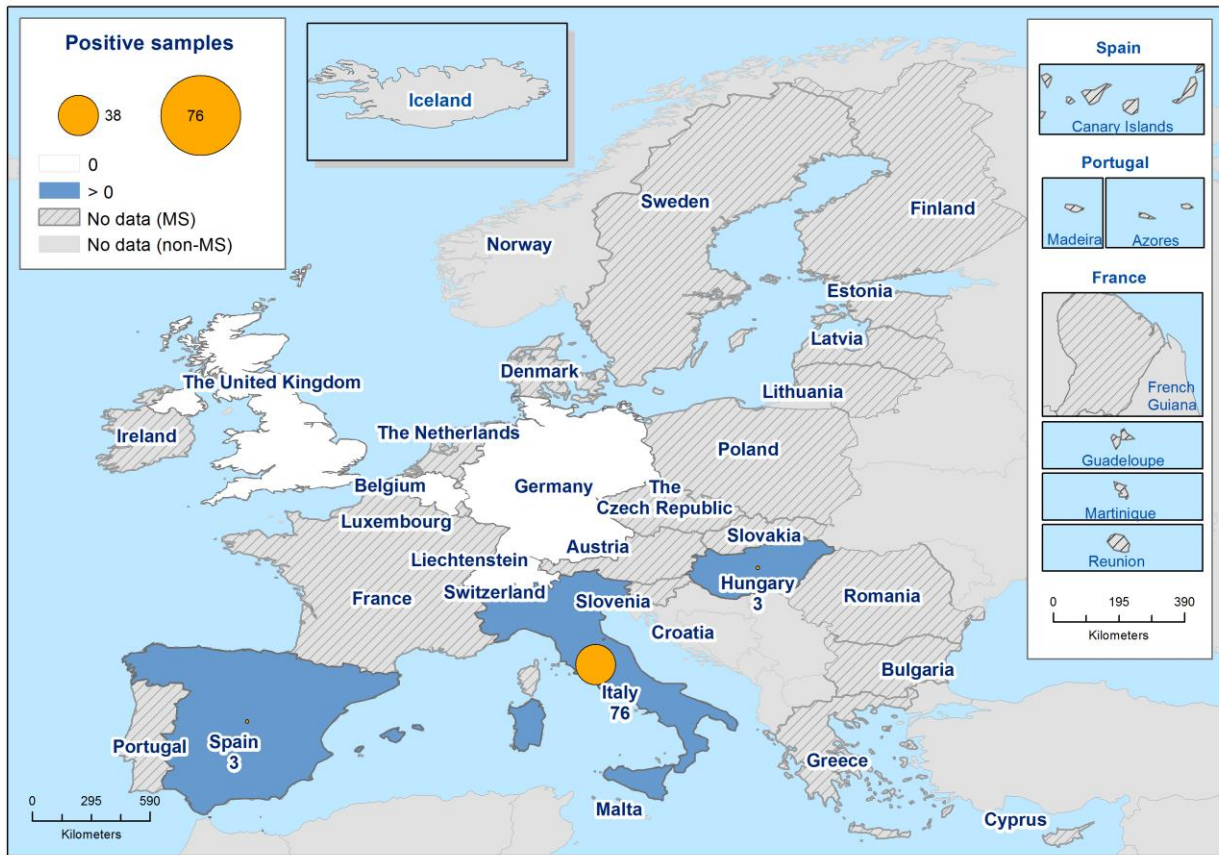 Positive samples
38
76
0
> 0
No data (MS)
No data (non-MS)
Iceland
Spain
Canary Islands
Portugal
Madeira
Azores
France
French
Guiana
Guadeloupe
Martinique
Reunion
0 195 390
Kilometers
Sweden
Finland
Norway
Estonia
Latvia
Denmark
Lithuania
The United Kingdom
Ireland
The Netherlands
Poland
Belgium
Germany
The
Czech Republic
Luxembourg
Slovakia
Austria
Liechtenstein
Hungary
3
Switzerland
France
Slovenia
Romania
Croatia
Bulgaria
Italy
76
Portugal
Spain
3
Greece
Malta
Cyprus
0 295 590
Kilometers